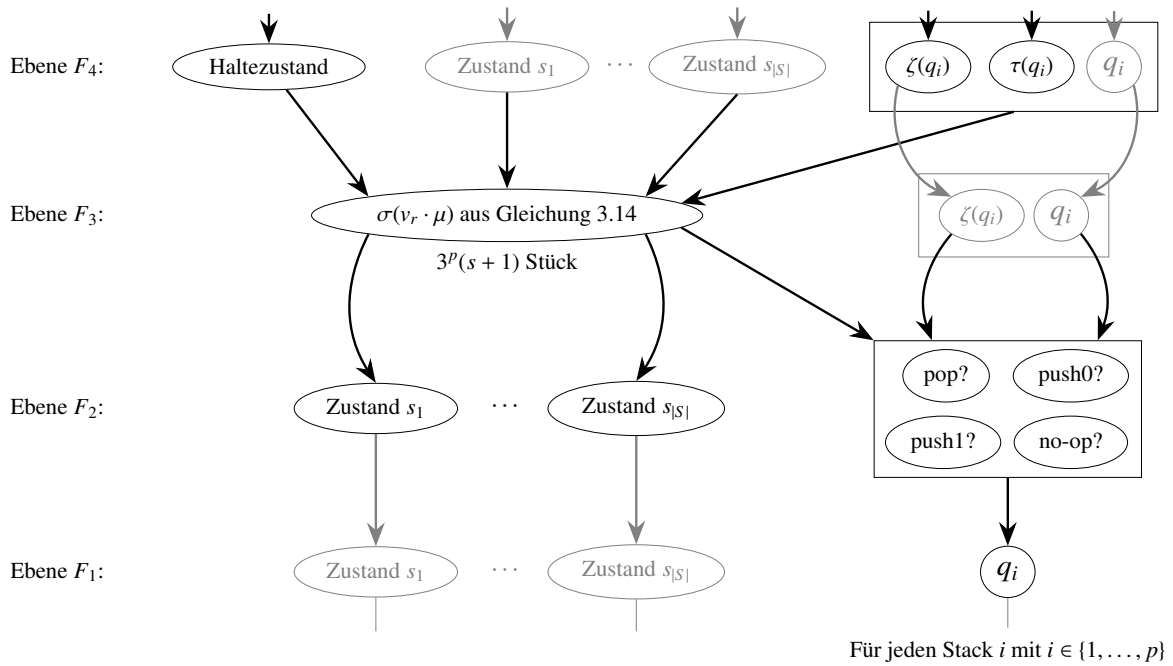 Ebene F₄: Haltezustand Zustand s₁ ··· Zustand s|S| ζ(qᵢ) τ(qᵢ) qᵢ
Ebene F₃: σ(vᵣ · μ) aus Gleichung 3.14 ζ(qᵢ) qᵢ
3ᵖ(s + 1) Stück
pop? push0?
Ebene F₂: Zustand s₁ ··· Zustand s|S|
push1? no-op?
Ebene F₁: Zustand s₁ ··· Zustand s|S| qᵢ
Für jeden Stack i mit i ∈ {1, . . . , p}